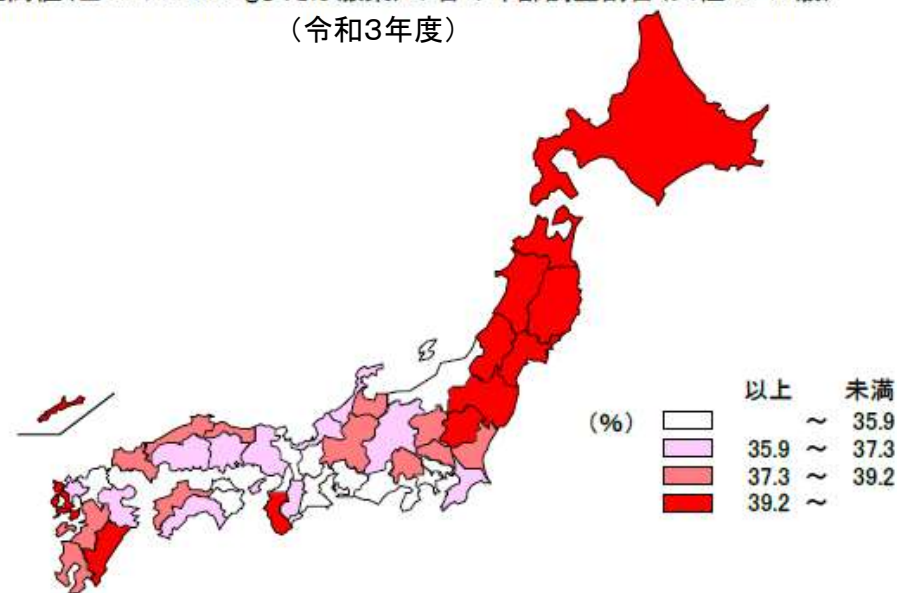 （令和3年度）
以上 未満
（%） ～ 35.9
35.9 ～ 37.3
37.3 ～ 39.2
39.2 ～